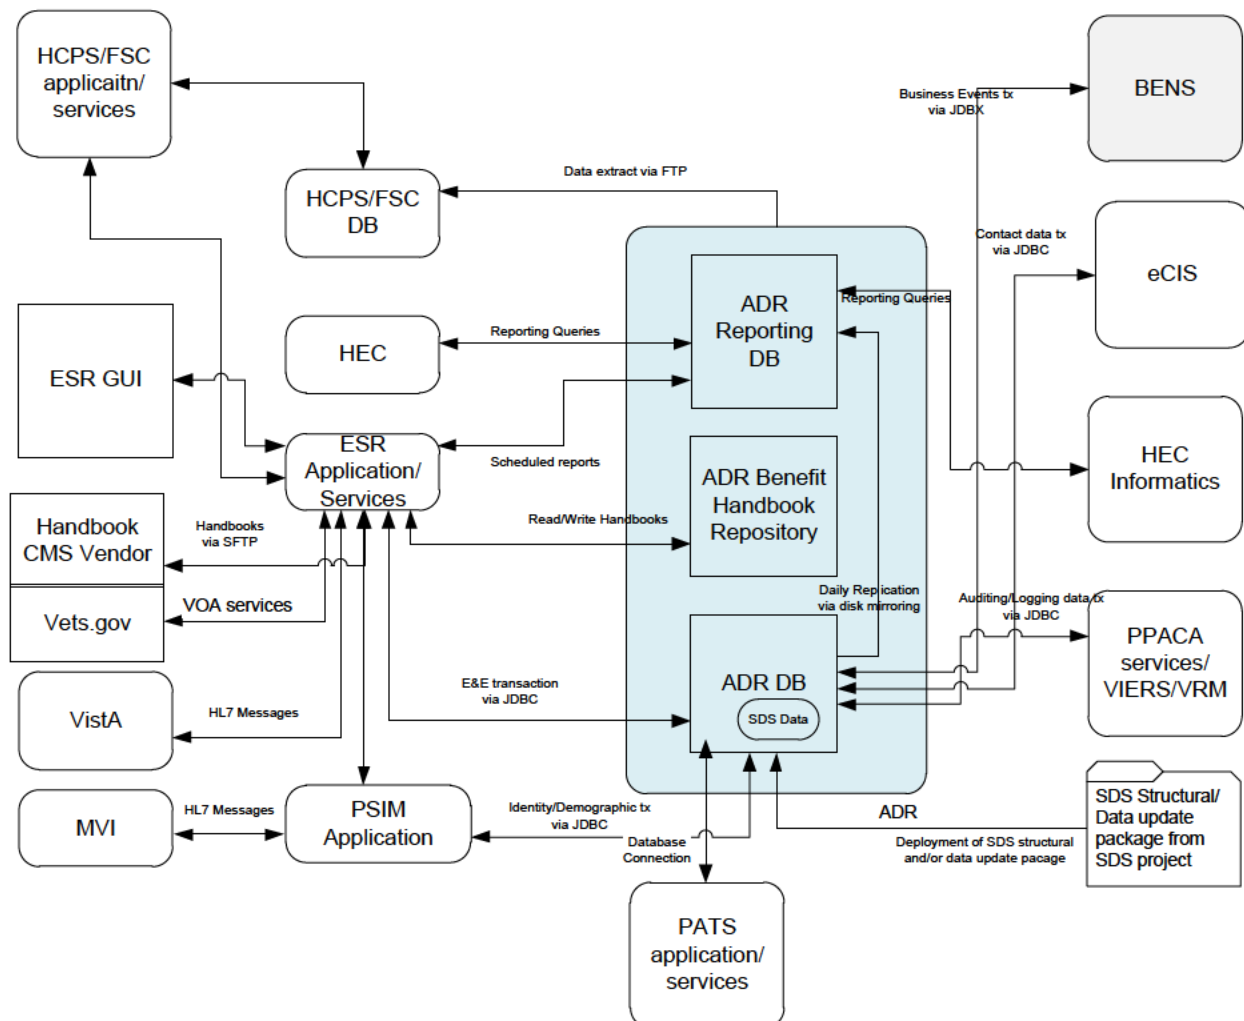 HCPS/FSC
applicaitn/
services
BENS
Business Events tx
via JDBX
Data extract via FTP
HCPS/FSC
DB
Contact data tx
via JDBC
eCIS
ADR
Reporting
DB
Reporting Queries
Reporting Queries
HEC
ESR GUI
ESR
Application/
Services
Scheduled reports
ADR Benefit
Handbook
Repository
HEC
Informatics
Handbook
CMS Vendor
Handbooks
via SFTP
Read/Write Handbooks
VOA services
Vets.gov
Daily Replication
via disk mirroring
Auditing/Logging data tx
via JDBC
PPACA
services/
VIERS/VRM
E&E transaction
via JDBC
ADR DB
SDS Data
VistA
HL7 Messages
MVI
HL7 Messages
PSIM
Application
Identity/Demographic tx
via JDBC
Database
Connection
ADR
Deployment of SDS structural
and/or data update pacage
SDS Structural/
Data update
package from
SDS project
PATS
application/
services